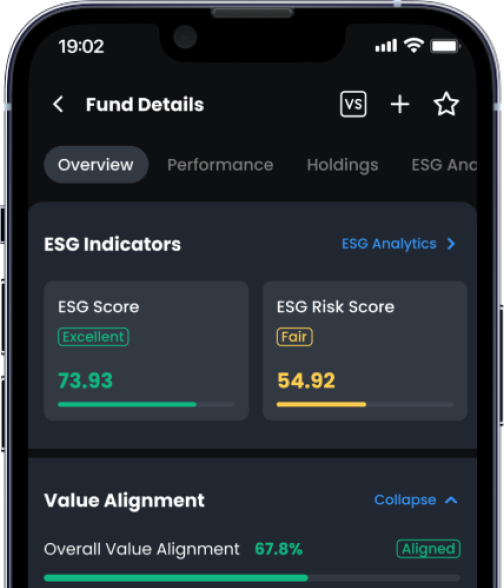 19:02
Fund Details
VS
Overview Performance Holdings ESG Ana
ESG Indicators ESG Analytics
ESG Score ESG Risk Score
Excellent Fair
73.93 54.92
Value Alignment Collapse
Overall Value Alignment 67.8% Aligned